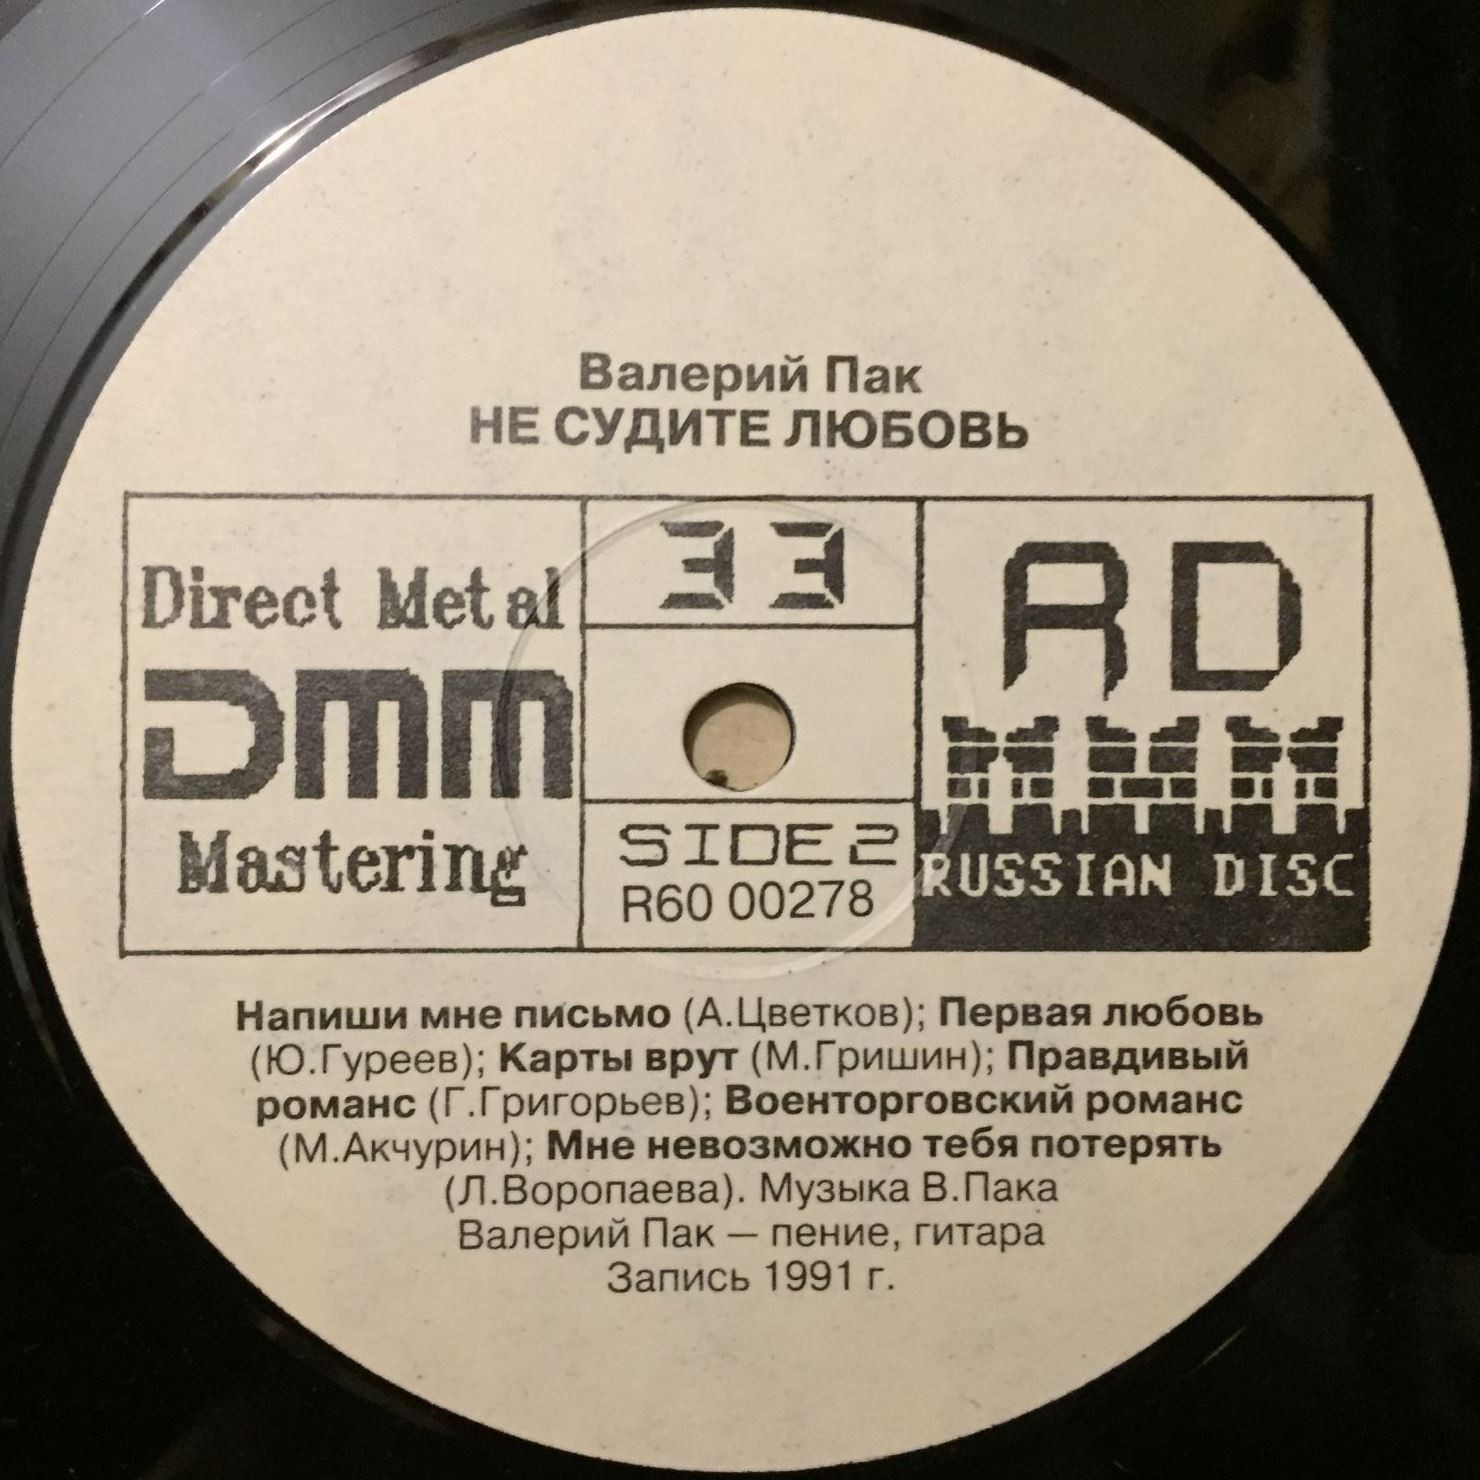 Валерий Пак
НЕ СУДИТЕ ЛЮБОВЬ
Direct Metal
DMM
Mastering
33
SIDE 2
R60 00278
RD
RUSSIAN DISC
Напиши мне письмо (А.Цветков); Первая любовь
(Ю.Гуреев); Карты врут (М.Гришин); Правдивый
романс (Г.Григорьев); Военторговский романс
(М.Акчурин); Мне невозможно тебя потерять
(Л.Воропаева). Музыка В.Пака
Валерий Пак — пение, гитара
Запись 1991 г.